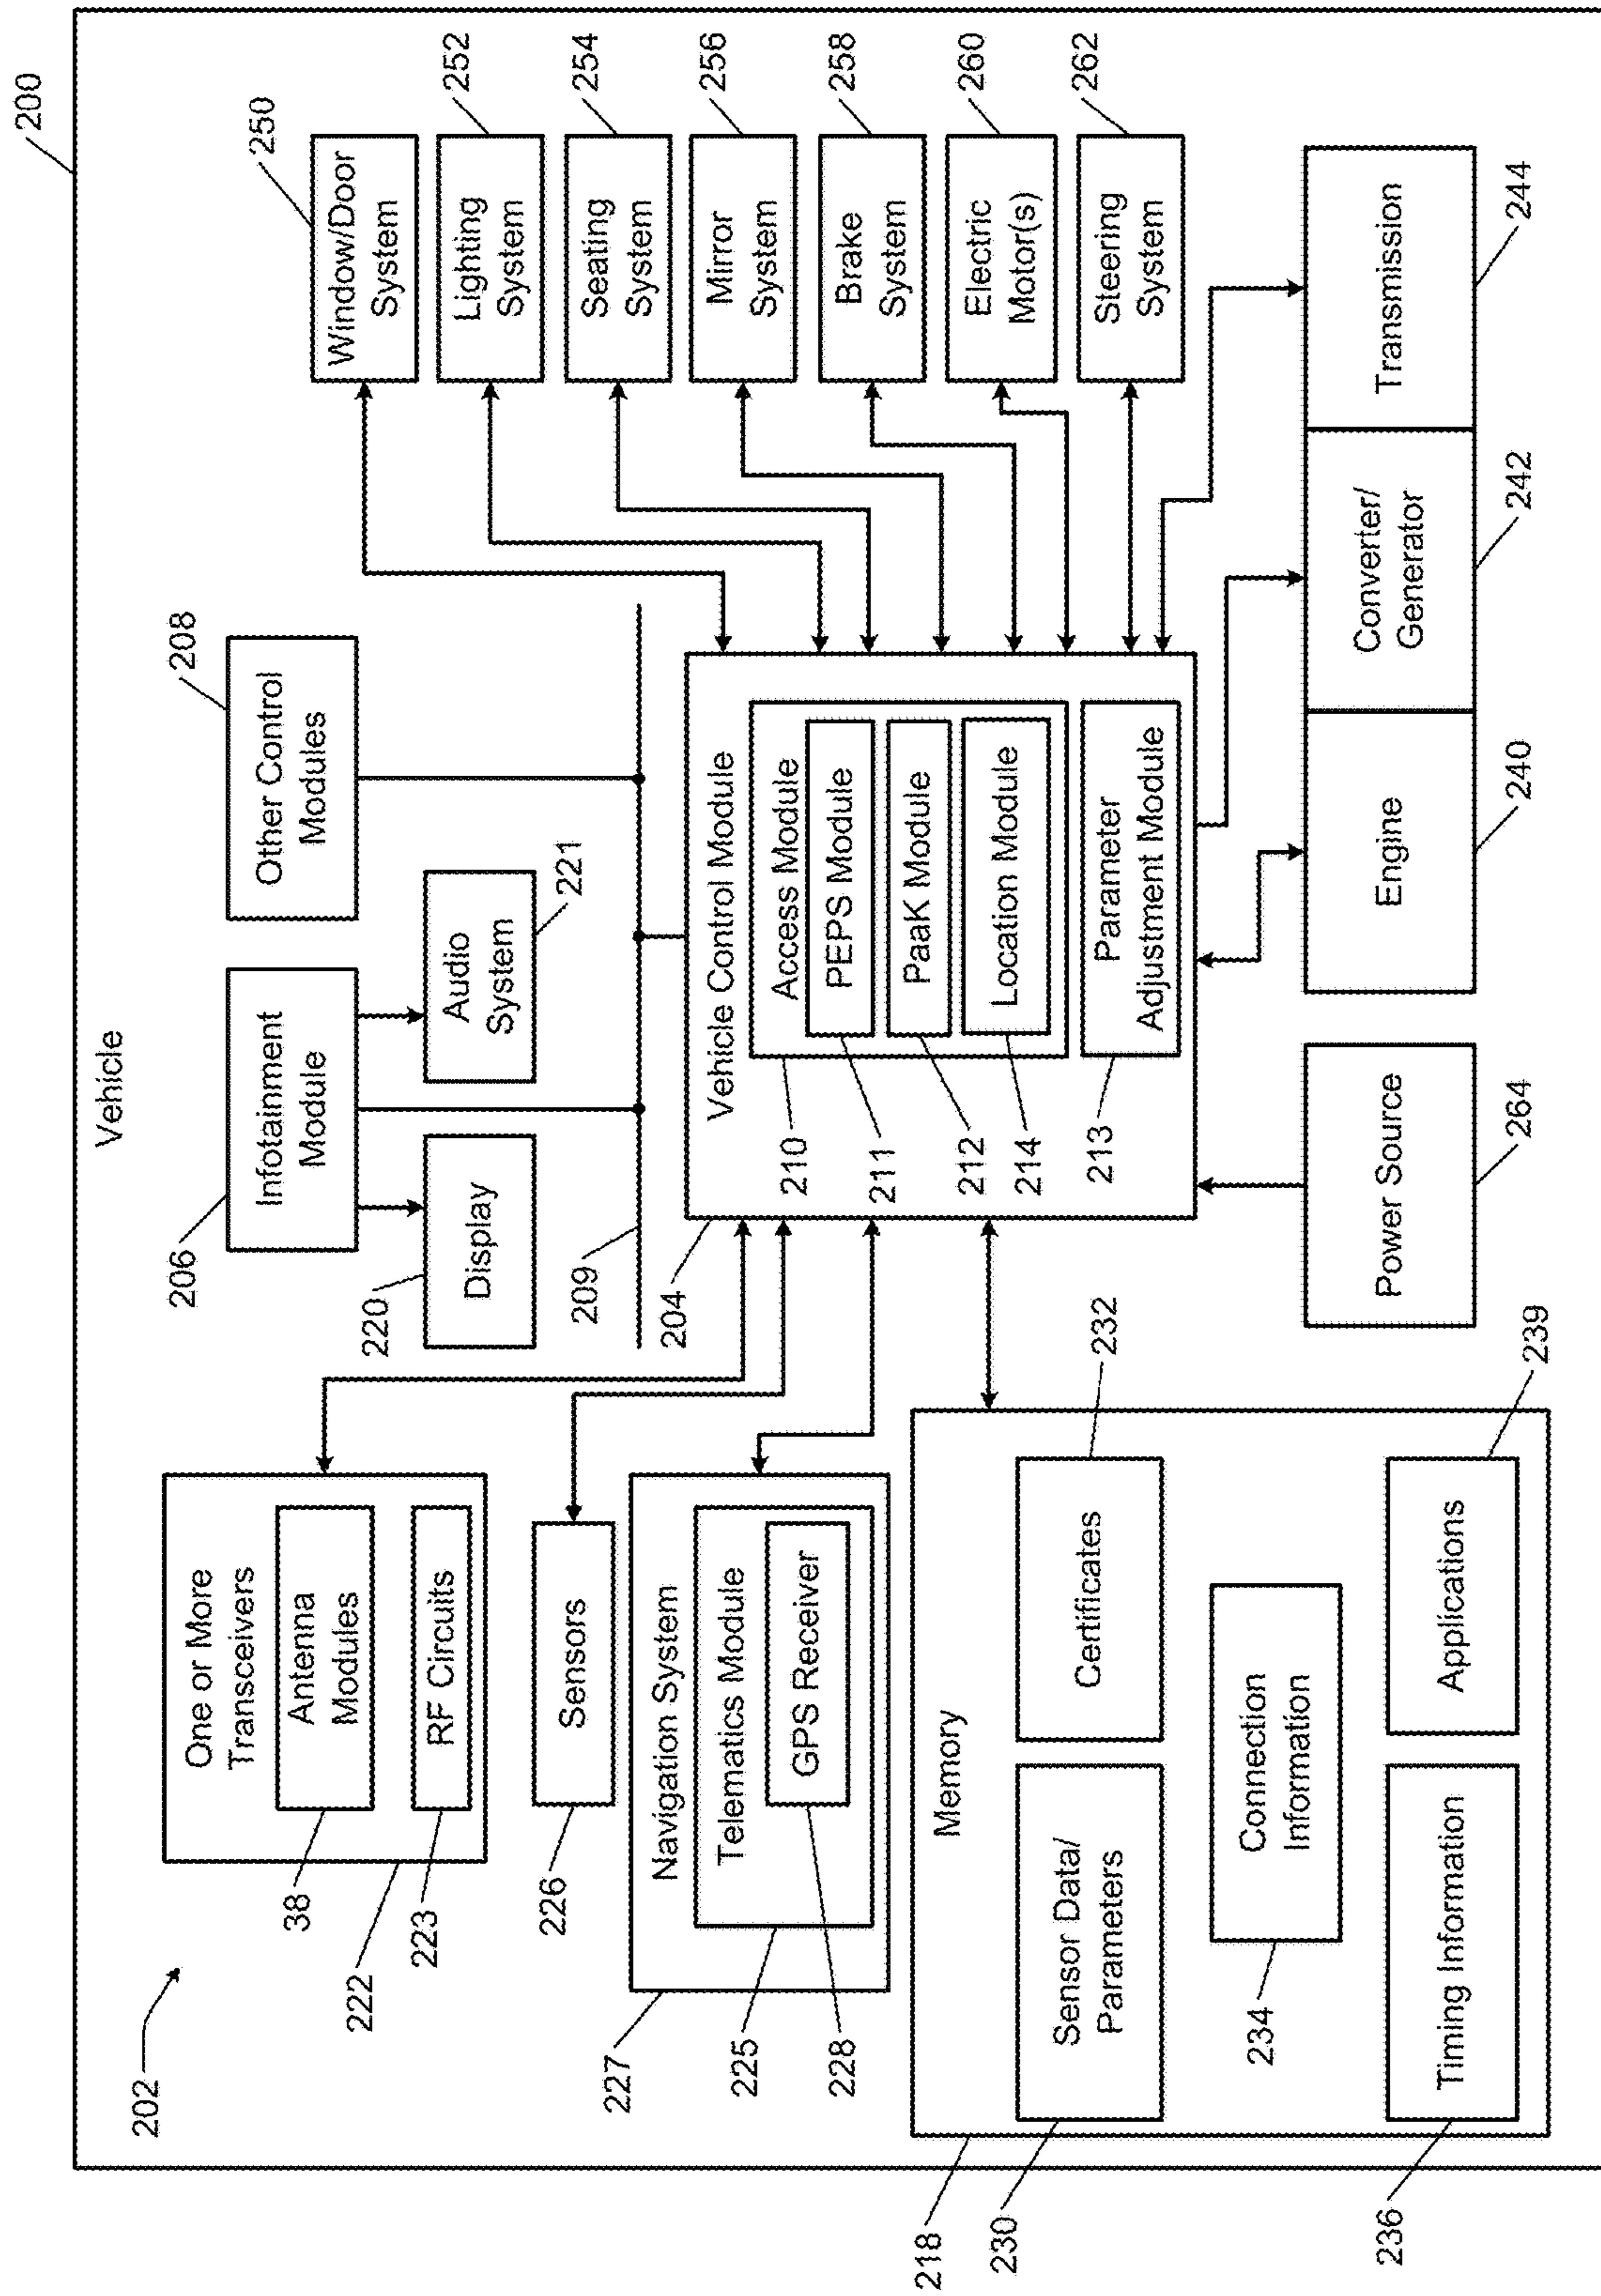 200
Vehicle
202
206
Infotainment
Module
208
Other Control
Modules
220
Display
Audio
System
221
209
204
Vehicle Control Module
Access Module
PEPS Module
PaaK Module
Location Module
Parameter
Adjustment Module
210
211
212
214
213
One or More
Transceivers
Antenna
Modules
RF Circuits
38
223
222
Sensors
226
Navigation System
Telematics Module
GPS Receiver
227
225
228
Memory
Sensor Data/
Parameters
Certificates
232
Connection
Information
234
Timing Information
Applications
239
218
230
236
250
Window/Door
System
Lighting
System
252
Seating
System
254
Mirror
System
256
Brake
System
258
Electric
Motor(s)
260
Steering
System
262
Power Source
264
Engine
240
Converter/
Generator
242
Transmission
244